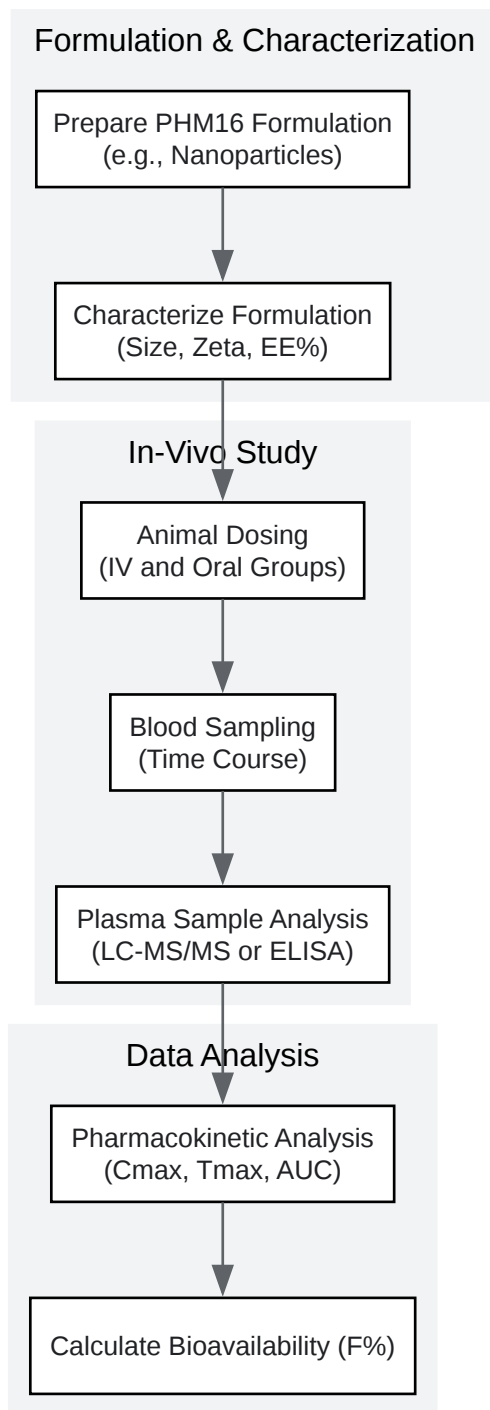 Formulation & Characterization
Prepare PHM16 Formulation
(e.g., Nanoparticles)
Characterize Formulation
(Size, Zeta, EE%)
In-Vivo Study
Animal Dosing
(IV and Oral Groups)
Blood Sampling
(Time Course)
Plasma Sample Analysis
(LC-MS/MS or ELISA)
Data Analysis
Pharmacokinetic Analysis
(Cmax, Tmax, AUC)
Calculate Bioavailability (F%)